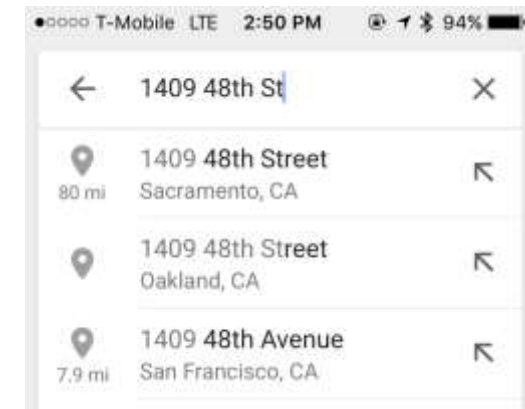 T-Mobile LTE 2:50 PM 94%
1409 48th St
1409 48th Street
80 mi Sacramento, CA
1409 48th Street
Oakland, CA
1409 48th Avenue
7.9 mi San Francisco, CA